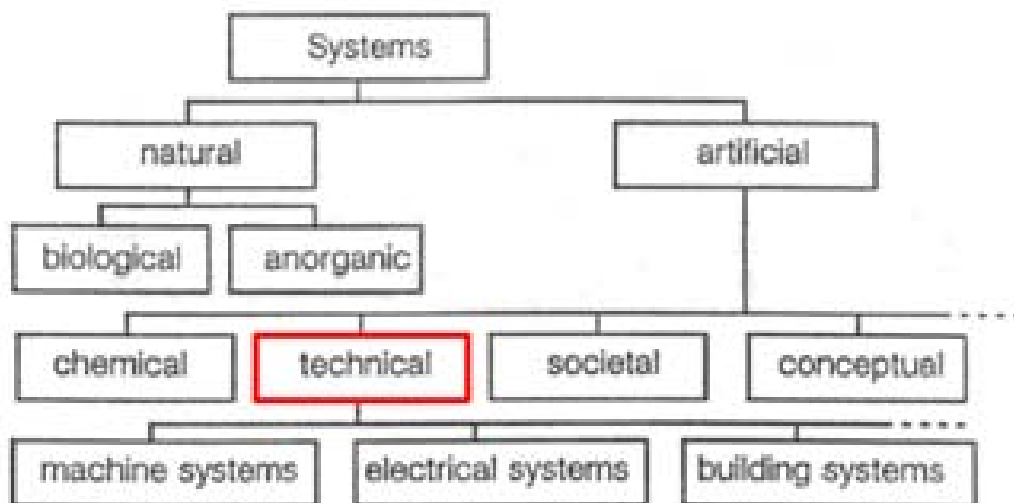 Systems
natural
artificial
biological
anorganic
chemical
technical
societal
conceptual
machine systems
electrical systems
building systems